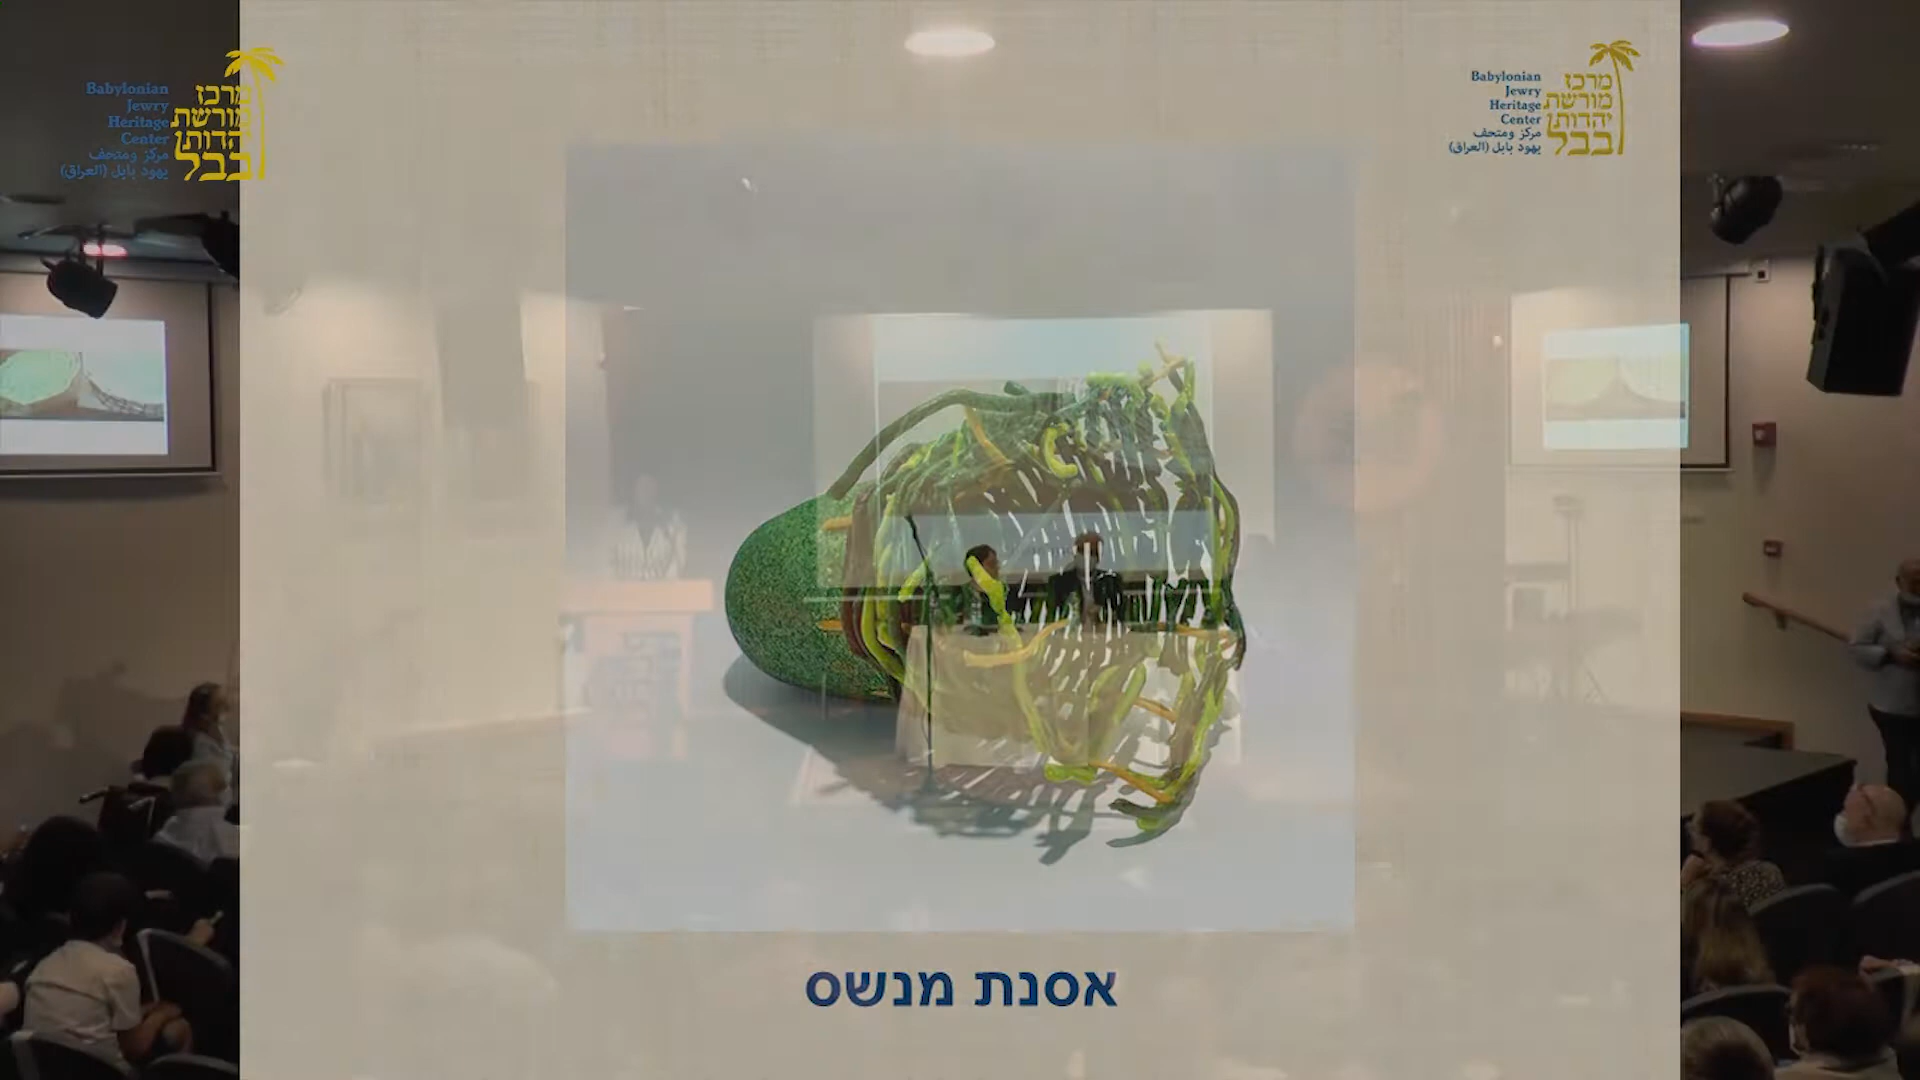 Babylonian
Jewry
Heritage
Center
مركز ومتحف
يهود بابل (العراق)
מרכז
מורשת
יהדות
בבל
Babylonian
Jewry
Heritage
Center
مركز ومتحف
يهود بابل (العراق)
מרכז
מורשת
יהדות
בבל
אסנת מנשס